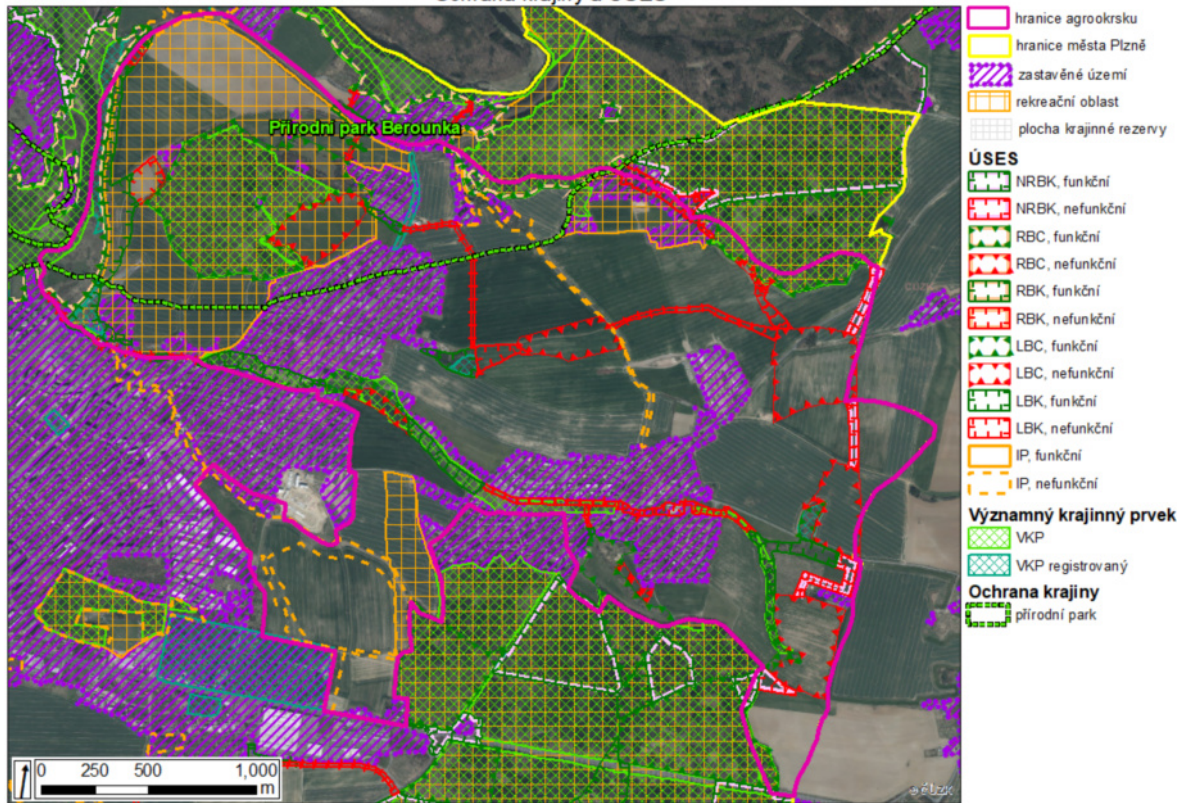 Přírodní park Berounka
0 250 500 1,000
m
hranice agrookrsku
hranice města Plzně
zastavěné území
rekreační oblast
plocha krajinné rezervy
ÚSES
NRBK, funkční
NRBK, nefunkční
RBC, funkční
RBC, nefunkční
RBK, funkční
RBK, nefunkční
LBC, funkční
LBC, nefunkční
LBK, funkční
LBK, nefunkční
IP, funkční
IP, nefunkční
Významný krajinný prvek
VKP
VKP registrovaný
Ochrana krajiny
přírodní park